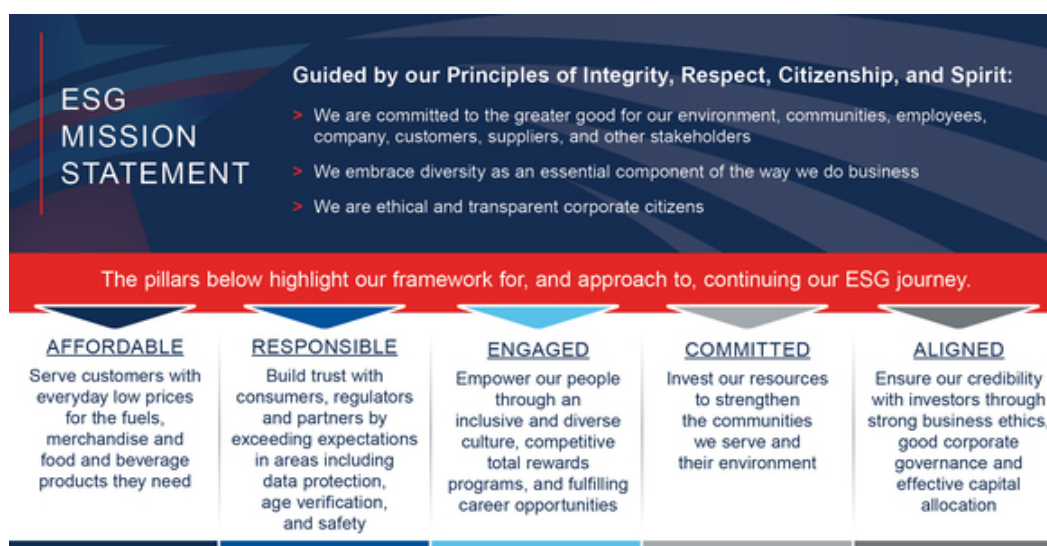 ESG
MISSION
STATEMENT
Guided by our Principles of Integrity, Respect, Citizenship, and Spirit:
> We are committed to the greater good for our environment, communities, employees,
company, customers, suppliers, and other stakeholders
> We embrace diversity as an essential component of the way we do business
> We are ethical and transparent corporate citizens
The pillars below highlight our framework for, and approach to, continuing our ESG journey.
AFFORDABLE
Serve customers with
everyday low prices
for the fuels,
merchandise and
food and beverage
products they need
RESPONSIBLE
Build trust with
consumers, regulators
and partners by
exceeding expectations
in areas including
data protection,
age verification,
and safety
ENGAGED
Empower our people
through an
inclusive and diverse
culture, competitive
total rewards
programs, and fulfilling
career opportunities
COMMITTED
Invest our resources
to strengthen
the communities
we serve and
their environment
ALIGNED
Ensure our credibility
with investors through
strong business ethics,
good corporate
governance and
effective capital
allocation